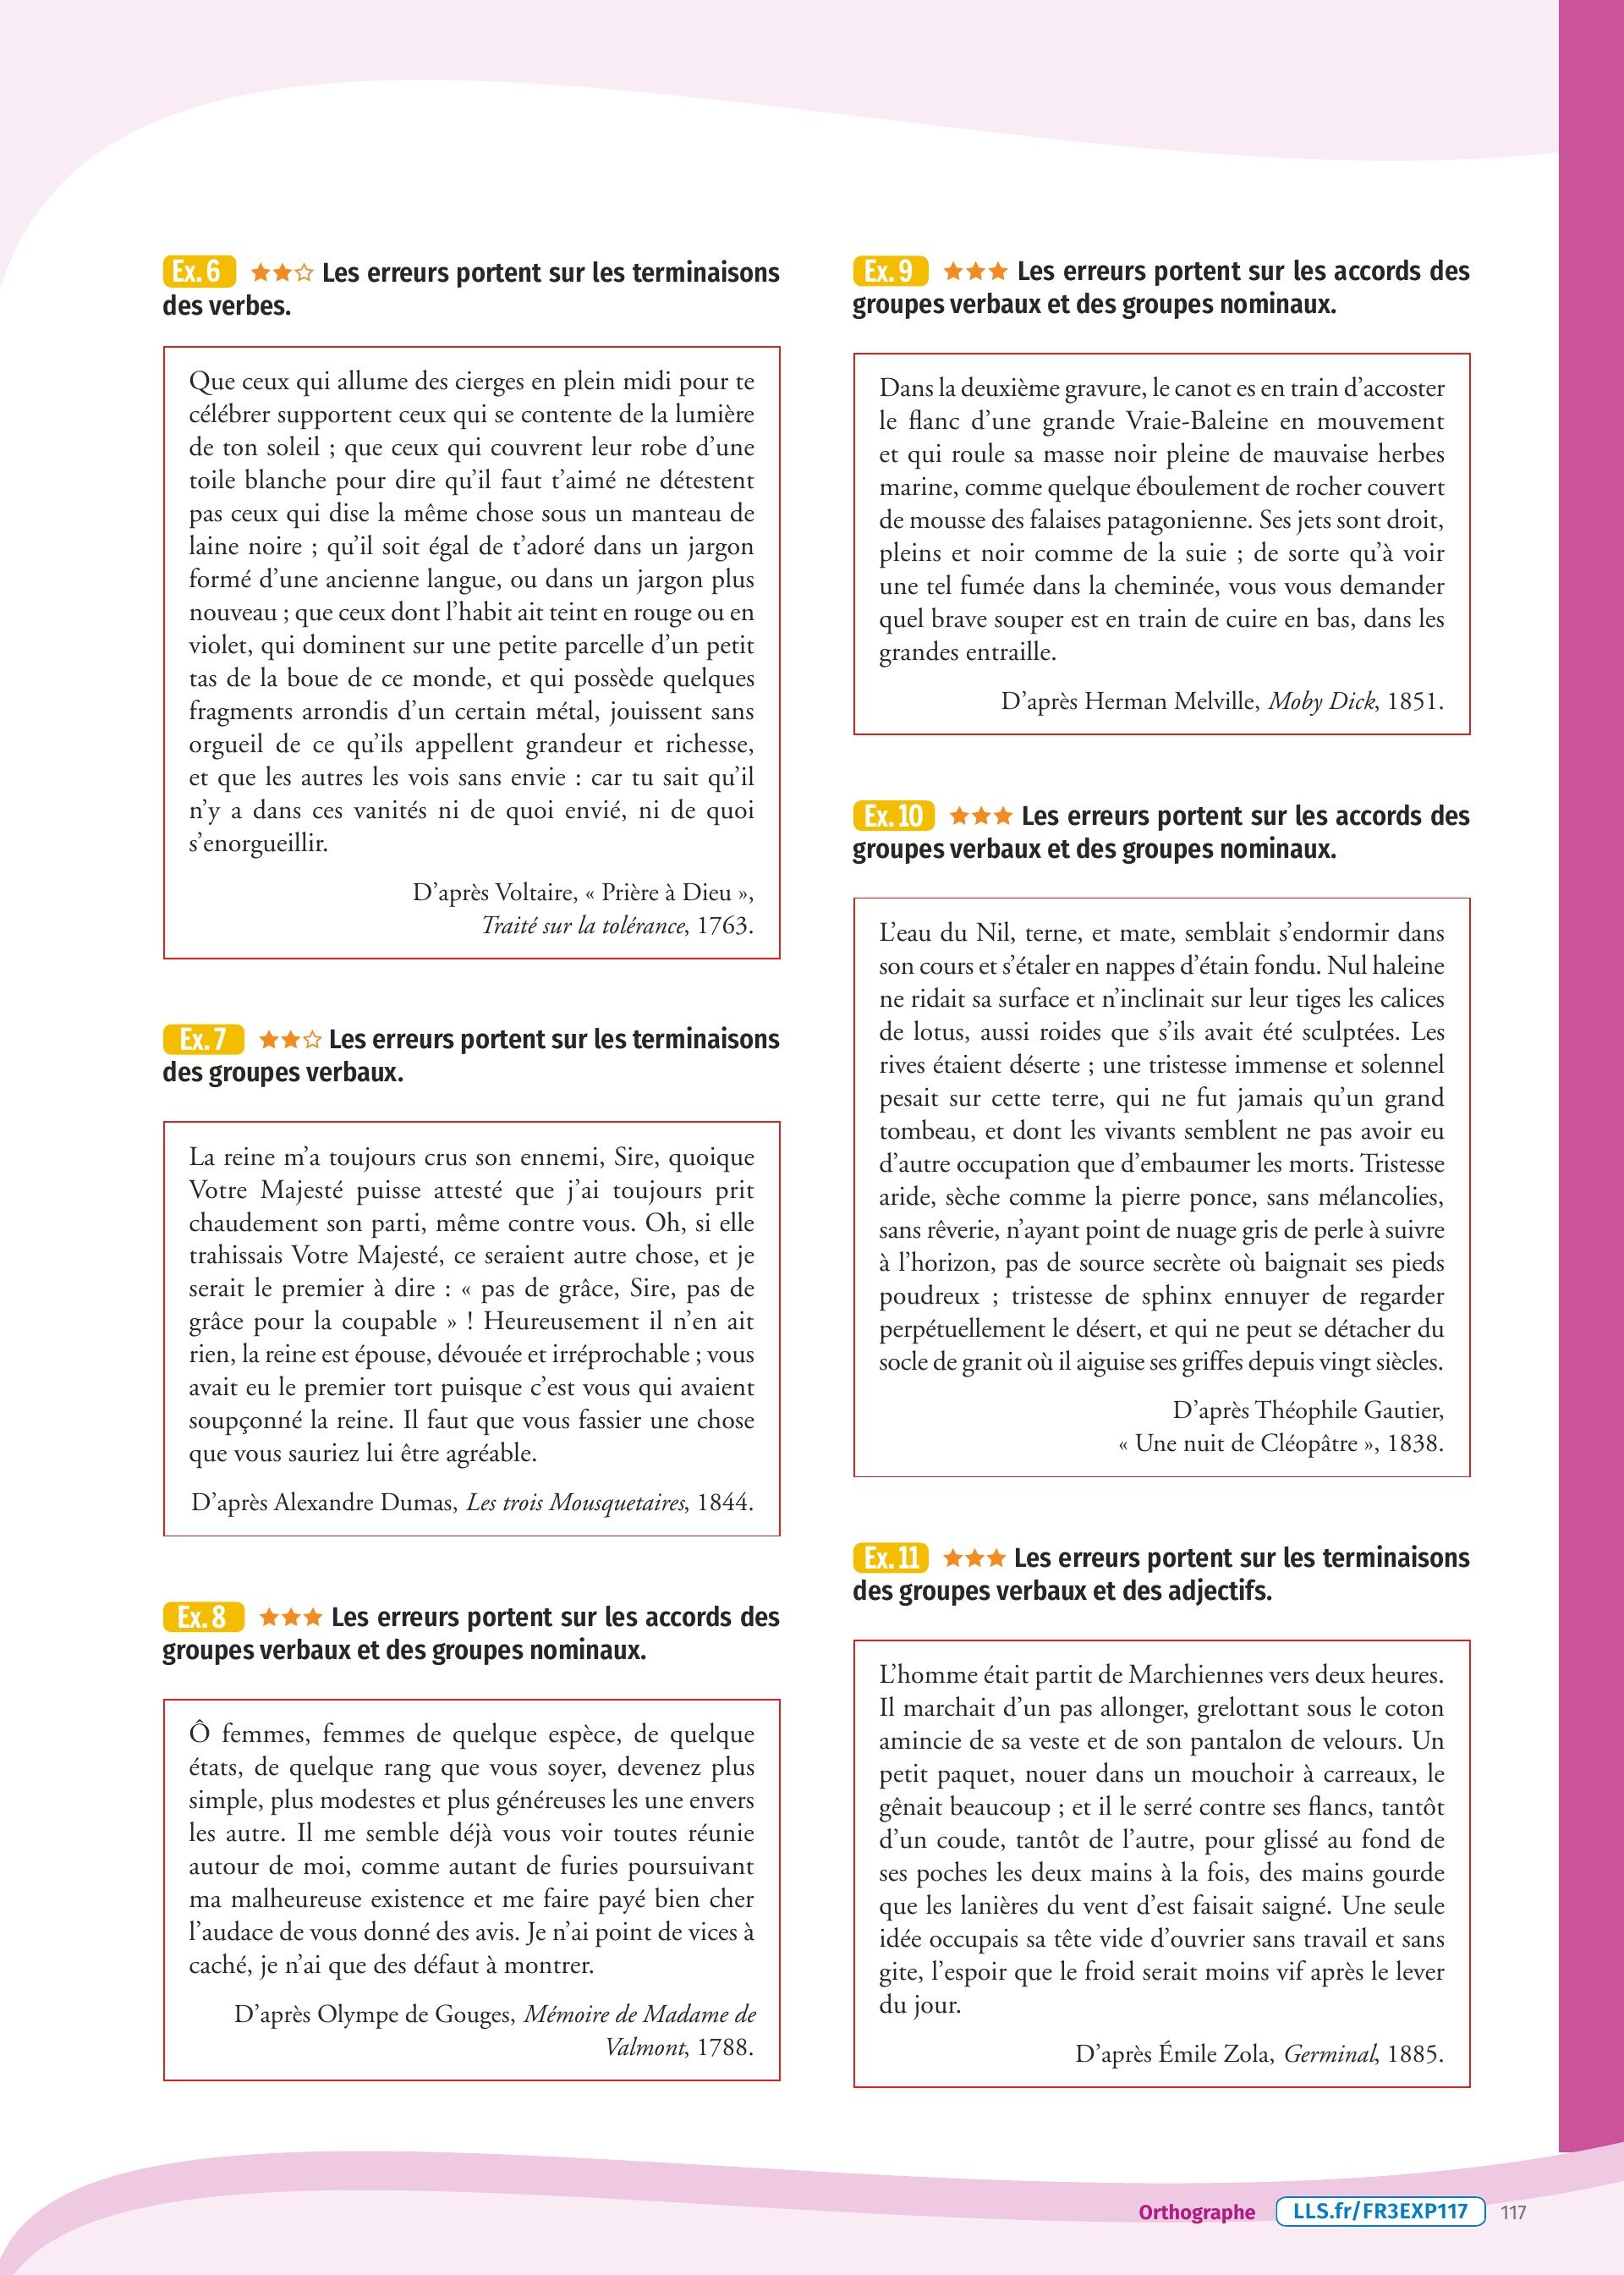 Ex. 6 ★★☆ Les erreurs portent sur les terminaisons
des verbes.
Que ceux qui allume des cierges en plein midi pour te
célébrer supportent ceux qui se contente de la lumière
de ton soleil ; que ceux qui couvrent leur robe d’une
toile blanche pour dire qu’il faut t’aimé ne détestent
pas ceux qui dise la même chose sous un manteau de
laine noire ; qu’il soit égal de t’adoré dans un jargon
formé d’une ancienne langue, ou dans un jargon plus
nouveau ; que ceux dont l’habit ait teint en rouge ou en
violet, qui dominent sur une petite parcelle d’un petit
tas de la boue de ce monde, et qui possède quelques
fragments arrondis d’un certain métal, jouissent sans
orgueil de ce qu’ils appellent grandeur et richesse,
et que les autres les vois sans envie : car tu sait qu’il
n’y a dans ces vanités ni de quoi envié, ni de quoi
s’enorgueillir.
D’après Voltaire, « Prière à Dieu »,
Traité sur la tolérance, 1763.
Ex. 7 ★★☆ Les erreurs portent sur les terminaisons
des groupes verbaux.
La reine m’a toujours crus son ennemi, Sire, quoique
Votre Majesté puisse attesté que j’ai toujours prit
chaudement son parti, même contre vous. Oh, si elle
trahissais Votre Majesté, ce seraient autre chose, et je
serait le premier à dire : « pas de grâce, Sire, pas de
grâce pour la coupable » ! Heureusement il n’en ait
rien, la reine est épouse, dévouée et irréprochable ; vous
avait eu le premier tort puisque c’est vous qui avaient
soupçonné la reine. Il faut que vous fassier une chose
que vous sauriez lui être agréable.
D’après Alexandre Dumas, Les trois Mousquetaires, 1844.
Ex. 8 ★★★ Les erreurs portent sur les accords des
groupes verbaux et des groupes nominaux.
Ô femmes, femmes de quelque espèce, de quelque
états, de quelque rang que vous soyer, devenez plus
simple, plus modestes et plus généreuses les une envers
les autre. Il me semble déjà vous voir toutes réunie
autour de moi, comme autant de furies poursuivant
ma malheureuse existence et me faire payé bien cher
l’audace de vous donné des avis. Je n’ai point de vices à
caché, je n’ai que des défaut à montrer.
D’après Olympe de Gouges, Mémoire de Madame de
Valmont, 1788.
Ex. 9 ★★★ Les erreurs portent sur les accords des
groupes verbaux et des groupes nominaux.
Dans la deuxième gravure, le canot es en train d’accoster
le flanc d’une grande Vraie-Baleine en mouvement
et qui roule sa masse noir pleine de mauvaise herbes
marine, comme quelque éboulement de rocher couvert
de mousse des falaises patagonienne. Ses jets sont droit,
pleins et noir comme de la suie ; de sorte qu’à voir
une tel fumée dans la cheminée, vous vous demander
quel brave souper est en train de cuire en bas, dans les
grandes entraille.
D’après Herman Melville, Moby Dick, 1851.
Ex. 10 ★★★ Les erreurs portent sur les accords des
groupes verbaux et des groupes nominaux.
L’eau du Nil, terne, et mate, semblait s’endormir dans
son cours et s’étaler en nappes d’étain fondu. Nul haleine
ne ridait sa surface et n’inclinait sur leur tiges les calices
de lotus, aussi roides que s’ils avait été sculptées. Les
rives étaient déserte ; une tristesse immense et solennel
pesait sur cette terre, qui ne fut jamais qu’un grand
tombeau, et dont les vivants semblent ne pas avoir eu
d’autre occupation que d’embaumer les morts. Tristesse
aride, sèche comme la pierre ponce, sans mélancolies,
sans rêverie, n’ayant point de nuage gris de perle à suivre
à l’horizon, pas de source secrète où baignait ses pieds
poudreux ; tristesse de sphinx ennuyer de regarder
perpétuellement le désert, et qui ne peut se détacher du
socle de granit où il aiguise ses griffes depuis vingt siècles.
D’après Théophile Gautier,
« Une nuit de Cléopâtre », 1838.
Ex. 11 ★★★ Les erreurs portent sur les terminaisons
des groupes verbaux et des adjectifs.
L’homme était partit de Marchiennes vers deux heures.
Il marchait d’un pas allonger, grelottant sous le coton
amincie de sa veste et de son pantalon de velours. Un
petit paquet, nouer dans un mouchoir à carreaux, le
gênait beaucoup ; et il le serré contre ses flancs, tantôt
d’un coude, tantôt de l’autre, pour glissé au fond de
ses poches les deux mains à la fois, des mains gourde
que les lanières du vent d’est faisait saigné. Une seule
idée occupais sa tête vide d’ouvrier sans travail et sans
gite, l’espoir que le froid serait moins vif après le lever
du jour.
D’après Émile Zola, Germinal, 1885.
Orthographe LLS.fr/FR3EXP117 117